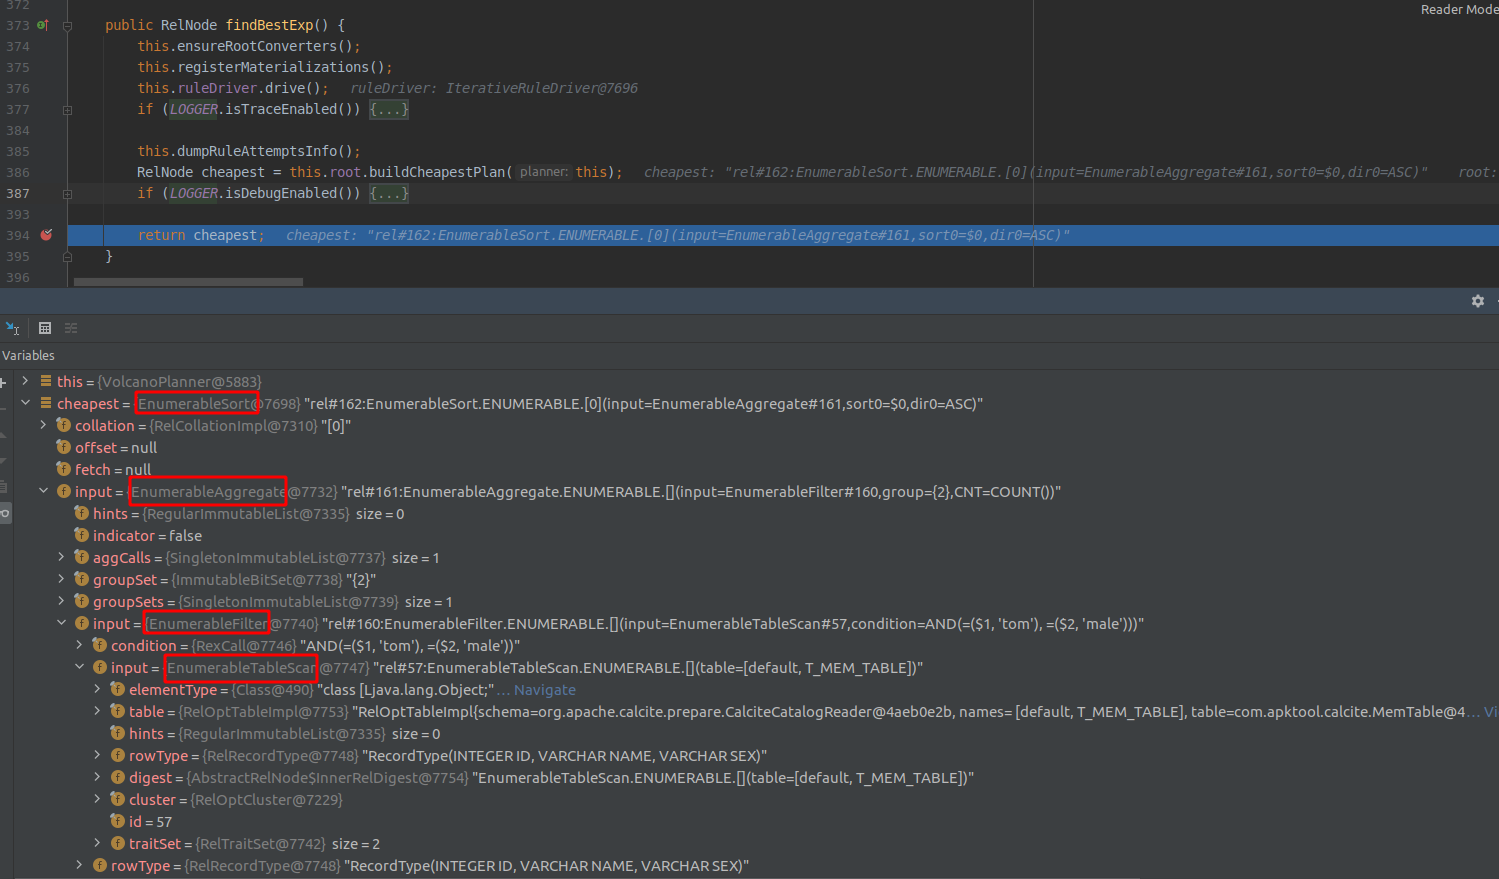 372
Reader Mode
373 public RelNode findBestExp() {
374 this.ensureRootConverters();
375 this.registerMaterializations();
376 this.ruleDriver.drive(); ruleDriver: IterativeRuleDriver@7696
377 if (LOGGER.isTraceEnabled()) {...}
384
385 this.dumpRuleAttemptsInfo();
386 RelNode cheapest = this.root.buildCheapestPlan( planner: this); cheapest: "rel#162:EnumerableSort.ENUMERABLE.[0](input=EnumerableAggregate#161,sort0=$0,dir0=ASC)" root:
387 if (LOGGER.isDebugEnabled()) {...}
393
394 return cheapest; cheapest: "rel#162:EnumerableSort.ENUMERABLE.[0](input=EnumerableAggregate#161,sort0=$0,dir0=ASC)"
395 }
396
Variables
this = {VolcanoPlanner@5883}
cheapest = {EnumerableSort@7698} "rel#162:EnumerableSort.ENUMERABLE.[0](input=EnumerableAggregate#161,sort0=$0,dir0=ASC)"
collation = {RelCollationImpl@7310} "[0]"
offset = null
fetch = null
input = {EnumerableAggregate@7732} "rel#161:EnumerableAggregate.ENUMERABLE.[](input=EnumerableFilter#160,group={2},CNT=COUNT())"
hints = {RegularImmutableList@7335} size = 0
indicator = false
aggCalls = {SingletonImmutableList@7737} size = 1
groupSet = {ImmutableBitSet@7738} "{2}"
groupSets = {SingletonImmutableList@7739} size = 1
input = {EnumerableFilter@7740} "rel#160:EnumerableFilter.ENUMERABLE.[](input=EnumerableTableScan#57,condition=AND(=($1, 'tom'), =($2, 'male')))"
condition = {RexCall@7746} "AND(=($1, 'tom'), =($2, 'male'))"
input = {EnumerableTableScan@7747} "rel#57:EnumerableTableScan.ENUMERABLE.[](table=[default, T_MEM_TABLE])"
elementType = {Class@490} "class [Ljava.lang.Object;"... Navigate
table = {RelOptTableImpl@7753} "RelOptTableImpl{schema=org.apache.calcite.prepare.CalciteCatalogReader@4aeb0e2b, names= [default, T_MEM_TABLE], table=com.apktool.calcite.MemTable@4... Vi
hints = {RegularImmutableList@7335} size = 0
rowType = {RelRecordType@7748} "RecordType(INTEGER ID, VARCHAR NAME, VARCHAR SEX)"
digest = {AbstractRelNode$InnerRelDigest@7754} "EnumerableTableScan.ENUMERABLE.[](table=[default, T_MEM_TABLE])"
cluster = {RelOptCluster@7229}
id = 57
traitSet = {RelTraitSet@7742} size = 2
rowType = {RelRecordType@7748} "RecordType(INTEGER ID, VARCHAR NAME, VARCHAR SEX)"